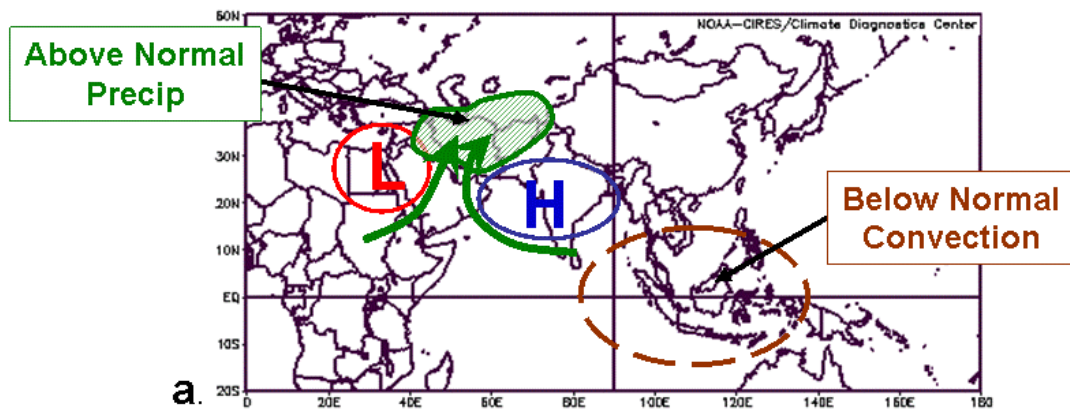 50N
NOAA-CIRES/Climate Diagnostics Center
Above Normal
Precip
30N
L
H
20N
Below Normal
Convection
10N
EQ
10S
20S
a.
0
20E
40E
60E
80E
100E
120E
140E
160E
180